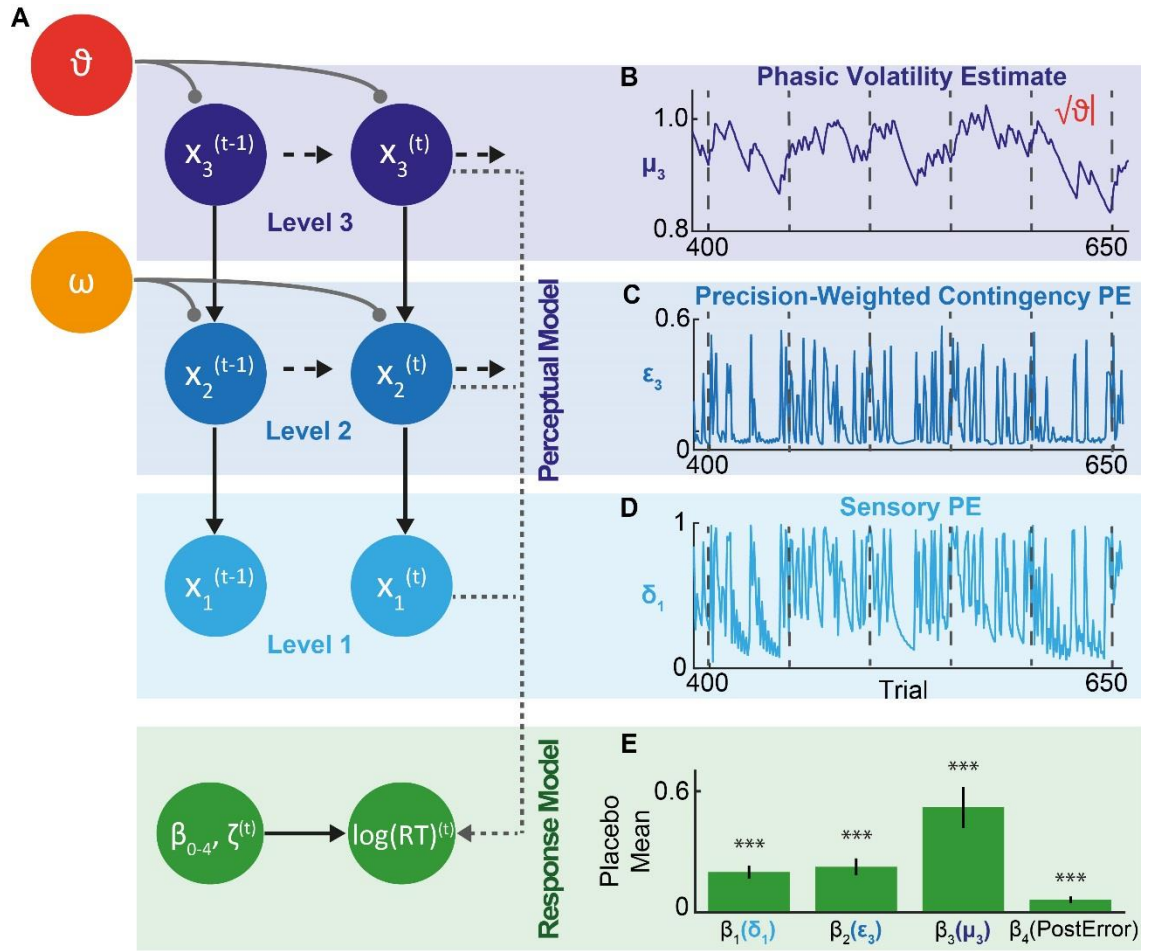 A
ϑ
x₃⁽ᵗ⁻¹⁾
x₃⁽ᵗ⁾
Level 3
ω
x₂⁽ᵗ⁻¹⁾
x₂⁽ᵗ⁾
Level 2
x₁⁽ᵗ⁻¹⁾
x₁⁽ᵗ⁾
Level 1
Perceptual Model
β₀₋₄, ζ⁽ᵗ⁾
log(RT)⁽ᵗ⁾
Response Model
B
Phasic Volatility Estimate
√ϑ|
1.0
μ₃
0.8
400
650
C
Precision-Weighted Contingency PE
0.6
ε₃
0
400
650
D
Sensory PE
1
δ₁
0
400
Trial
650
E
0.6
Placebo
Mean
0
***
***
***
***
β₁(δ₁)
β₂(ε₃)
β₃(μ₃)
β₄(PostError)